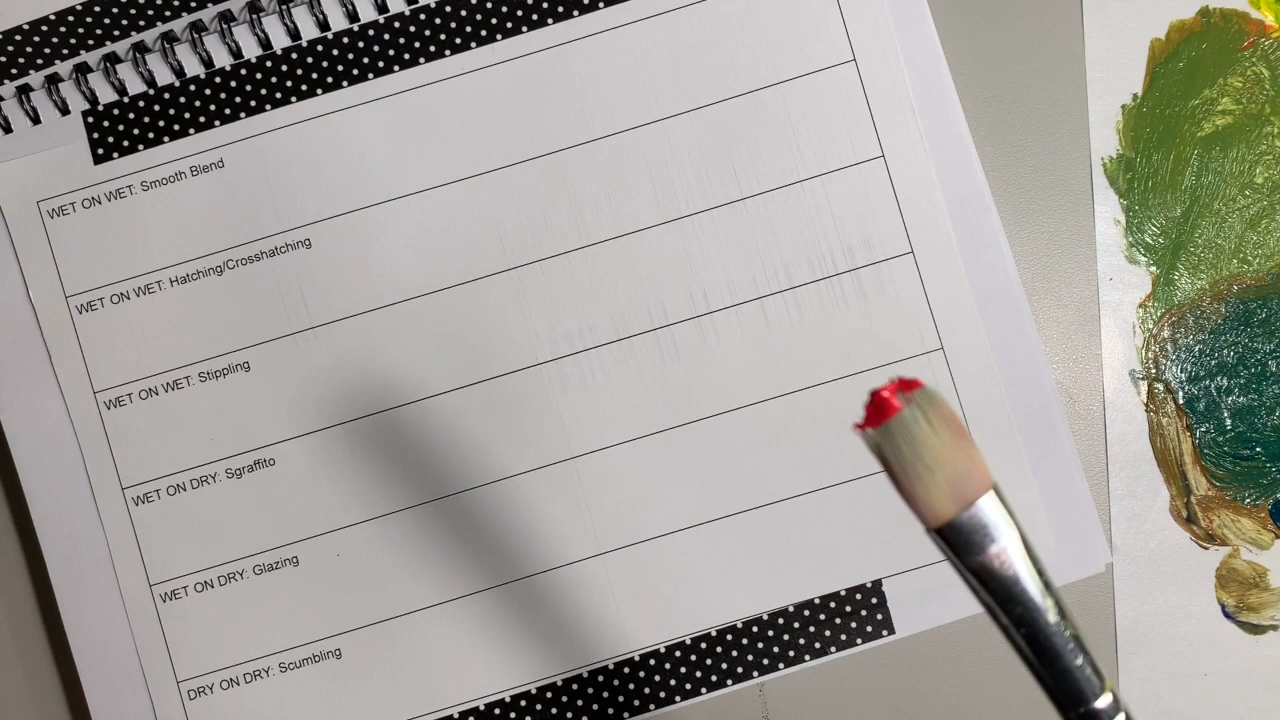 WET ON WET: Smooth Blend
WET ON WET: Hatching/Crosshatching
WET ON WET: Stippling
WET ON DRY: Sgraffito
WET ON DRY: Glazing
DRY ON DRY: Scumbling